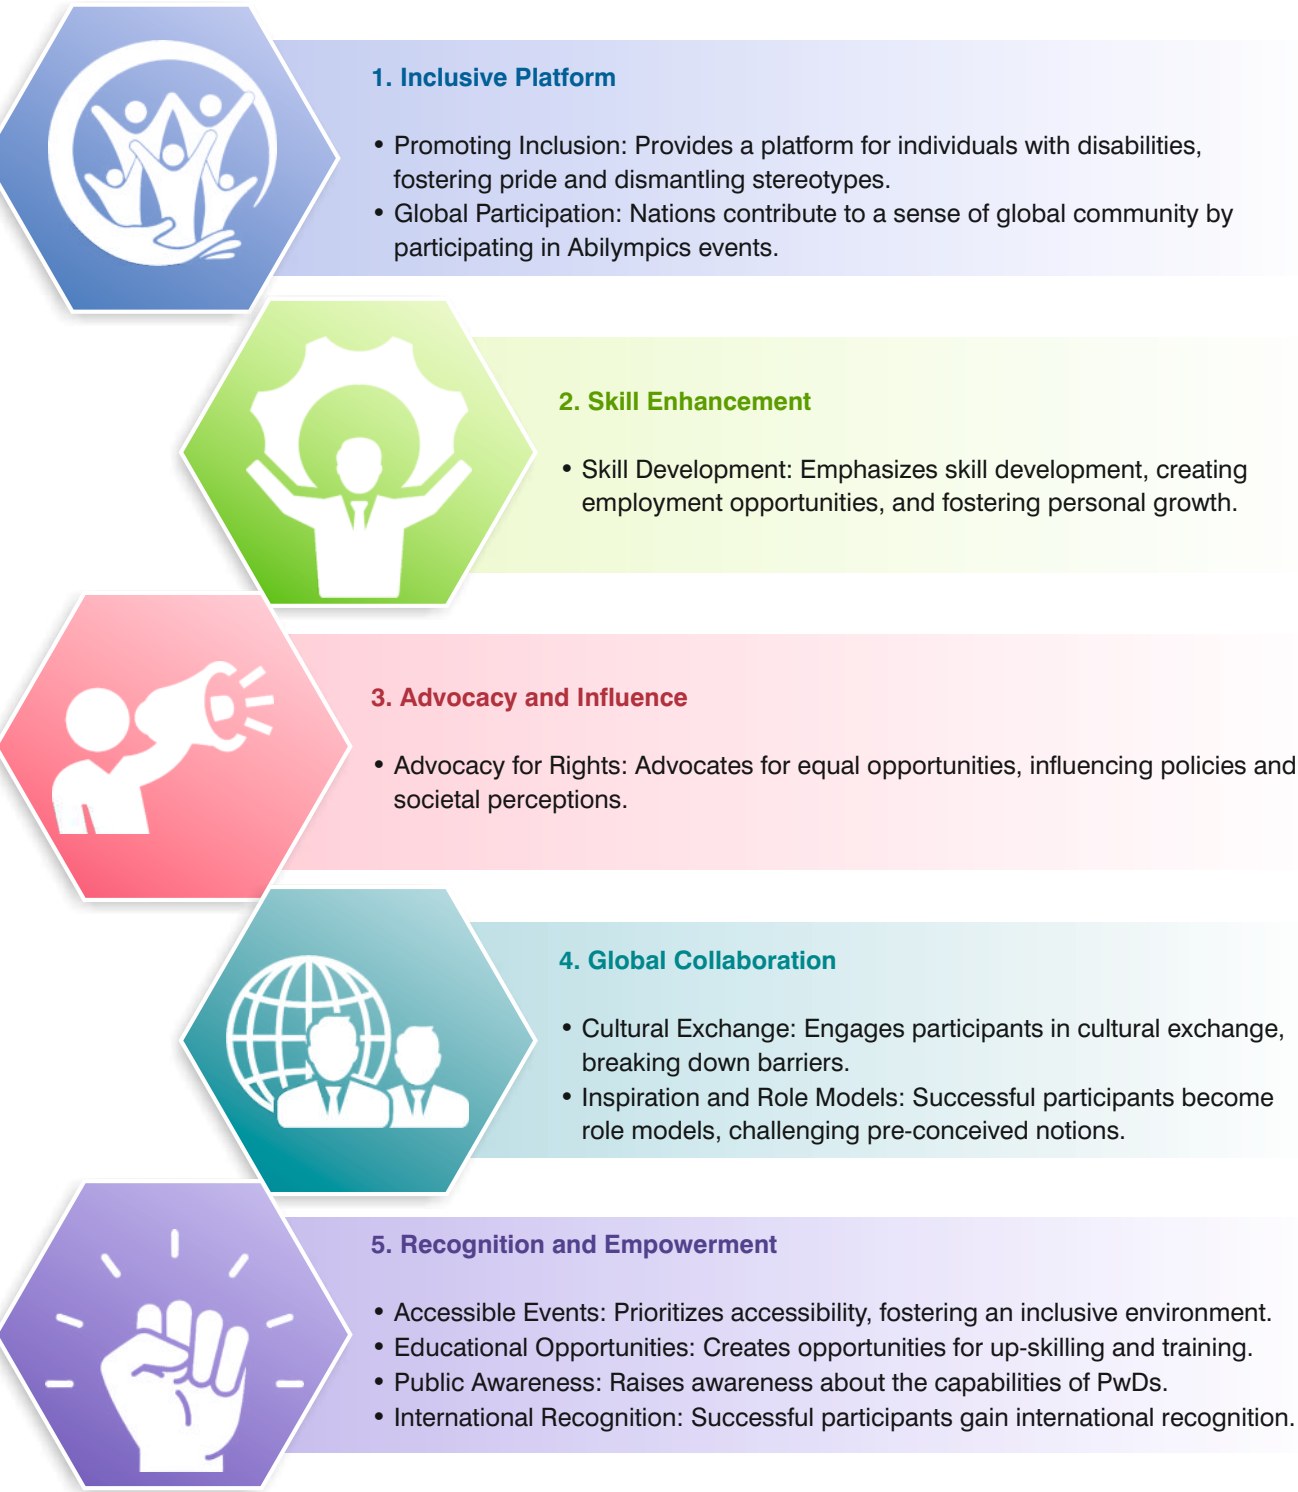 1. Inclusive Platform
• Promoting Inclusion: Provides a platform for individuals with disabilities,
fostering pride and dismantling stereotypes.
• Global Participation: Nations contribute to a sense of global community by
participating in Abilympics events.
2. Skill Enhancement
• Skill Development: Emphasizes skill development, creating
employment opportunities, and fostering personal growth.
3. Advocacy and Influence
• Advocacy for Rights: Advocates for equal opportunities, influencing policies and
societal perceptions.
4. Global Collaboration
• Cultural Exchange: Engages participants in cultural exchange,
breaking down barriers.
• Inspiration and Role Models: Successful participants become
role models, challenging pre-conceived notions.
5. Recognition and Empowerment
• Accessible Events: Prioritizes accessibility, fostering an inclusive environment.
• Educational Opportunities: Creates opportunities for up-skilling and training.
• Public Awareness: Raises awareness about the capabilities of PwDs.
• International Recognition: Successful participants gain international recognition.